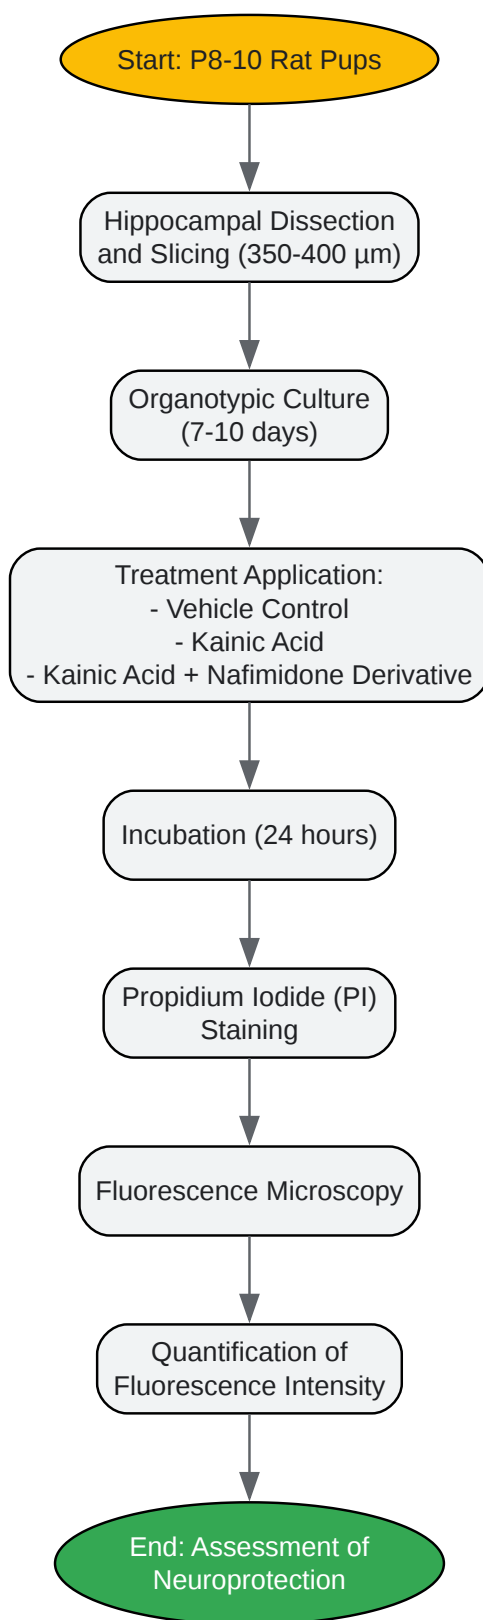 Start: P8-10 Rat Pups
Hippocampal Dissection
and Slicing (350-400 µm)
Organotypic Culture
(7-10 days)
Treatment Application:
- Vehicle Control
- Kainic Acid
- Kainic Acid + Nafimidone Derivative
Incubation (24 hours)
Propidium Iodide (PI)
Staining
Fluorescence Microscopy
Quantification of
Fluorescence Intensity
End: Assessment of
Neuroprotection